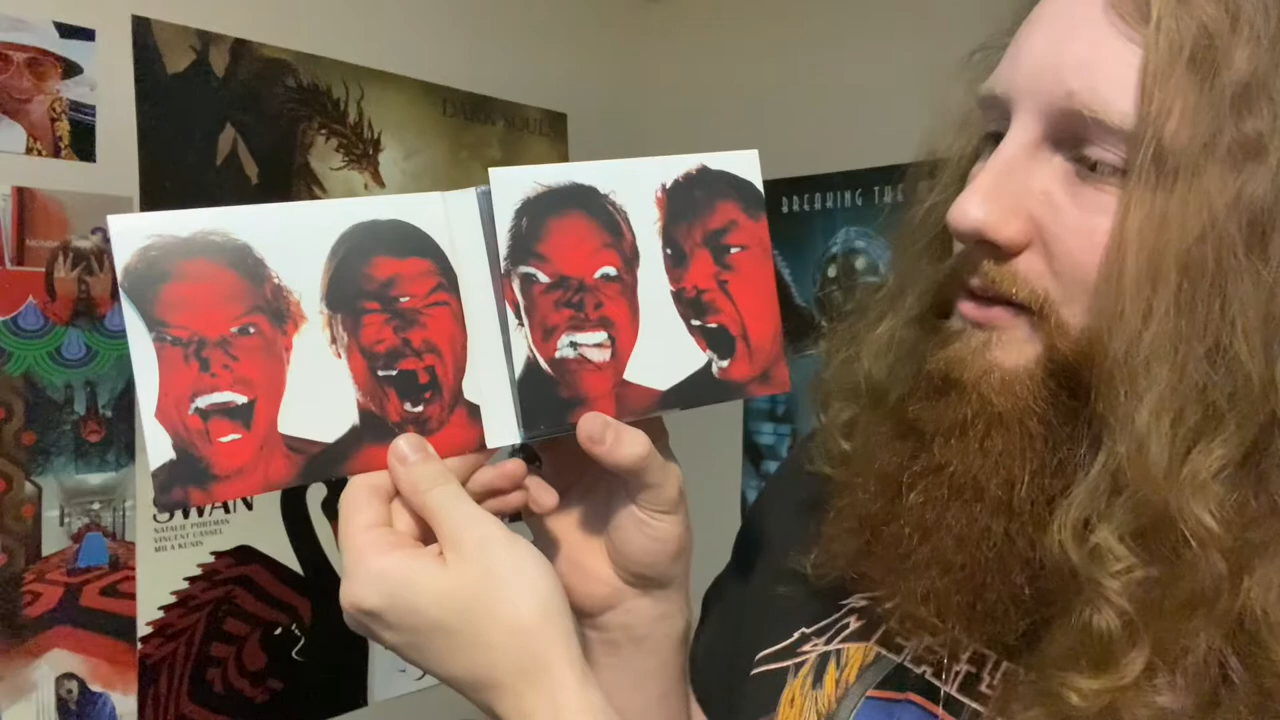 DARK SOULS
BREAKING THE
SWAN
NATALIE PORTMAN
VINCENT CASSEL
MILA KUNIS